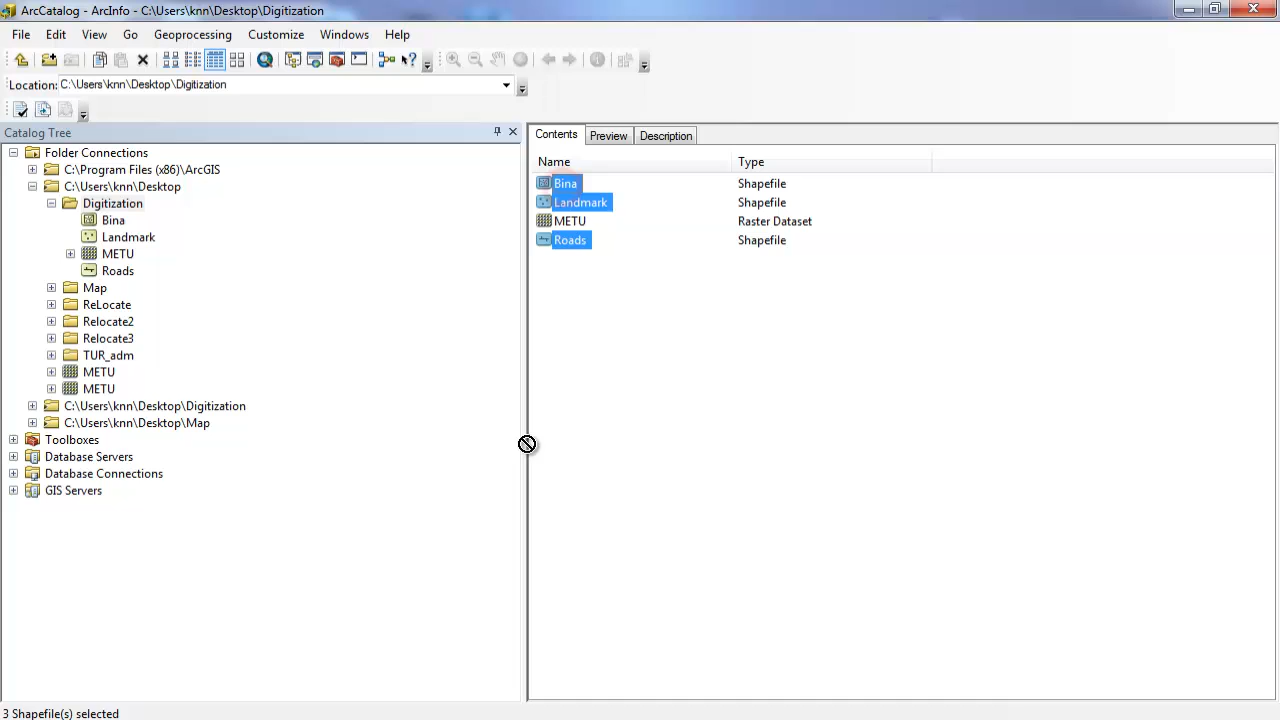 ArcCatalog - ArcInfo - C:\Users\knn\Desktop\Digitization
File Edit View Go Geoprocessing Customize Windows Help
Location: C:\Users\knn\Desktop\Digitization
Catalog Tree
Folder Connections
C:\Program Files (x86)\ArcGIS
C:\Users\knn\Desktop
Digitization
Bina
Landmark
METU
Roads
Map
ReLocate
Relocate2
Relocate3
TUR_adm
METU
METU
C:\Users\knn\Desktop\Digitization
C:\Users\knn\Desktop\Map
Toolboxes
Database Servers
Database Connections
GIS Servers
Contents Preview Description
Name Type
Bina Shapefile
Landmark Shapefile
METU Raster Dataset
Roads Shapefile
3 Shapefile(s) selected